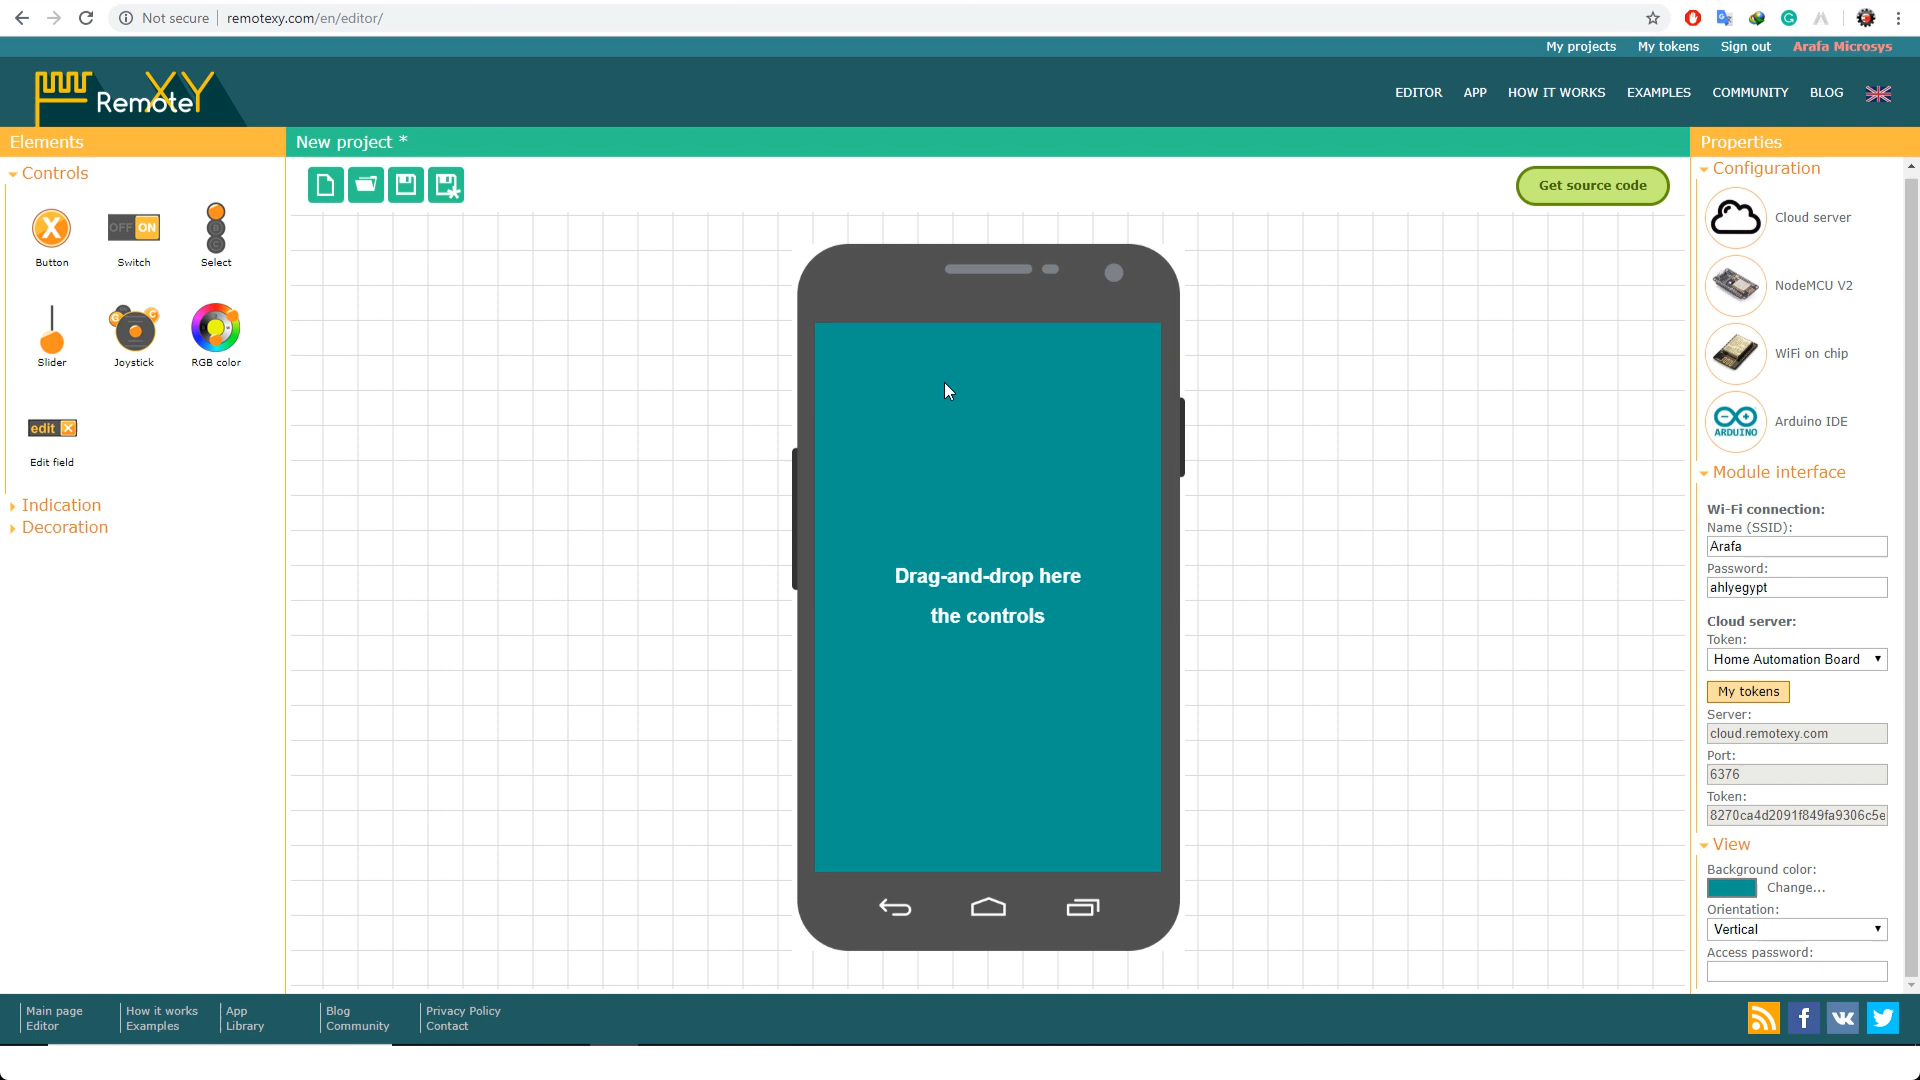 Not secure
remotexy.com/en/editor/
My projects
My tokens
Sign out
Arafa Microsys
RemoteXY
EDITOR
APP
HOW IT WORKS
EXAMPLES
COMMUNITY
BLOG
Elements
New project *
Properties
Controls
Button
Switch
OFF ON
Select
Slider
Joystick
RGB color
edit
Edit field
Indication
Decoration
Get source code
Drag-and-drop here
the controls
Configuration
Cloud server
NodeMCU V2
WiFi on chip
ARDUINO
Arduino IDE
Module interface
Wi-Fi connection:
Name (SSID):
Arafa
Password:
ahlyegypt
Cloud server:
Token:
Home Automation Board
My tokens
Server:
cloud.remotexy.com
Port:
6376
Token:
8270ca4d2091f849fa9306c5e
View
Background color:
Change...
Orientation:
Vertical
Access password:
Main page
Editor
How it works
Examples
App
Library
Blog
Community
Privacy Policy
Contact